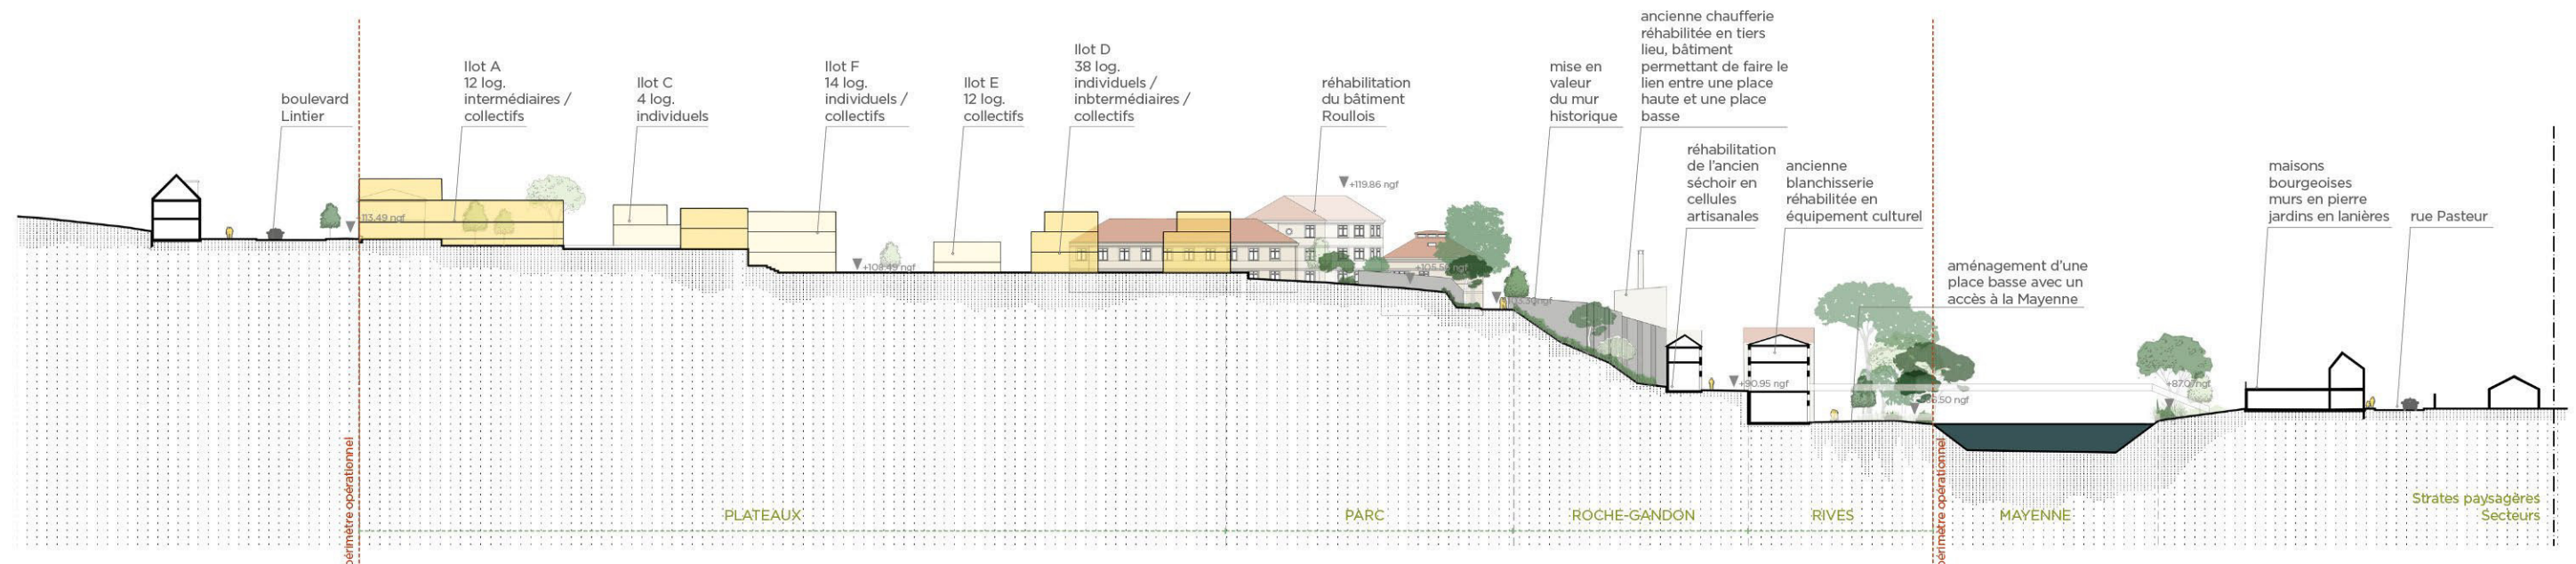 boulevard
Lintier
Ilot A
12 log.
intermédiaires /
collectifs
Ilot C
4 log.
individuels
Ilot F
14 log.
individuels /
collectifs
Ilot E
12 log.
collectifs
Ilot D
38 log.
individuels /
inbtermédiaires /
collectifs
réhabilitation
du bâtiment
Roullois
mise en
valeur
du mur
historique
ancienne chaufferie
réhabilitée en tiers
lieu, bâtiment
permettant de faire le
lien entre une place
haute et une place
basse
réhabilitation
de l'ancien
séchoir en
cellules
artisanales
ancienne
blanchisserie
réhabilitée en
équipement culturel
aménagement d'une
place basse avec un
accès à la Mayenne
maisons
bourgeoises
murs en pierre
jardins en lanières
rue Pasteur
113.49 ngf
ngf
+119.86 ngf
ngf
ngf
+90.95 ngf
.50 ngf
ngf
périmètre opérationnel
périmètre opérationnel
PLATEAUX
PARC
ROCHE-GANDON
RIVES
MAYENNE
Strates paysagères
Secteurs